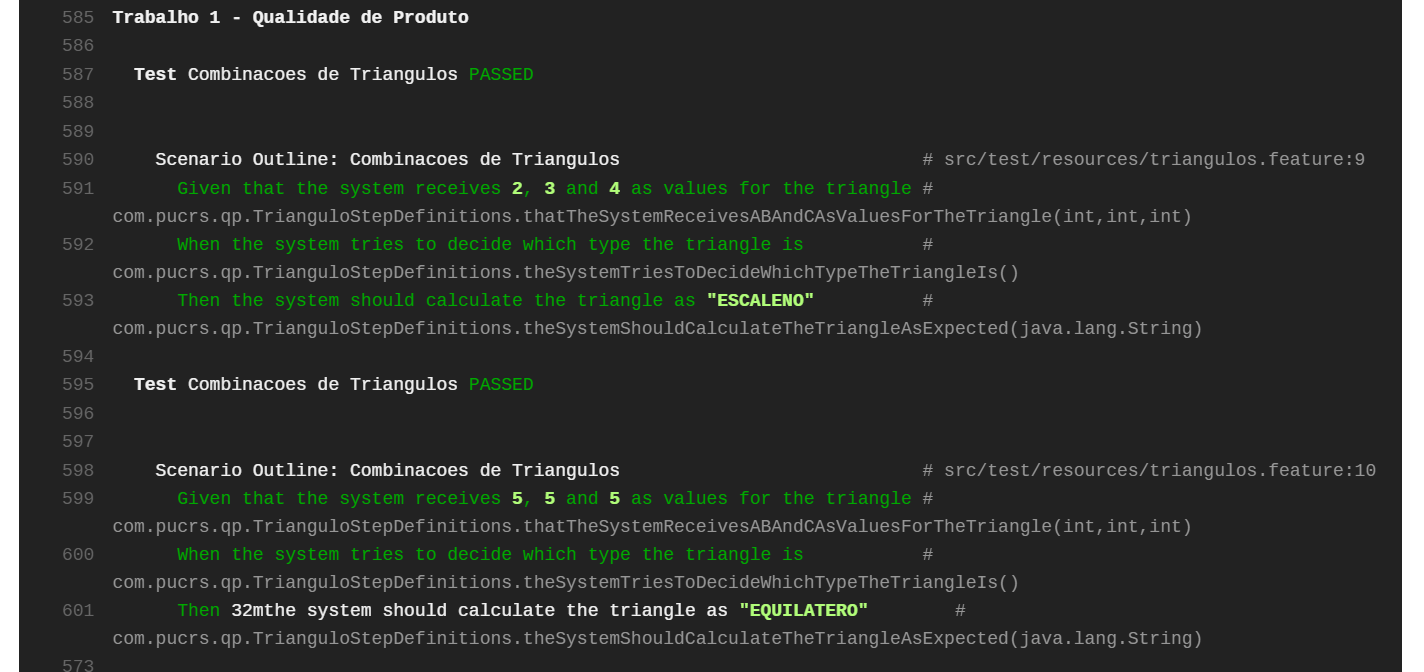 585 Trabalho 1 - Qualidade de Produto
586
587 Test Combinacoes de Triangulos PASSED
588
589
590 Scenario Outline: Combinacoes de Triangulos # src/test/resources/triangulos.feature:9
591 Given that the system receives 2, 3 and 4 as values for the triangle #
com.pucrs.qp.TrianguloStepDefinitions.thatTheSystemReceivesABAndCAsValuesForTheTriangle(int,int,int)
592 When the system tries to decide which type the triangle is #
com.pucrs.qp.TrianguloStepDefinitions.theSystemTriesToDecideWhichTypeTheTriangleIs()
593 Then the system should calculate the triangle as "ESCALENO" #
com.pucrs.qp.TrianguloStepDefinitions.theSystemShouldCalculateTheTriangleAsExpected(java.lang.String)
594
595 Test Combinacoes de Triangulos PASSED
596
597
598 Scenario Outline: Combinacoes de Triangulos # src/test/resources/triangulos.feature:10
599 Given that the system receives 5, 5 and 5 as values for the triangle #
com.pucrs.qp.TrianguloStepDefinitions.thatTheSystemReceivesABAndCAsValuesForTheTriangle(int,int,int)
600 When the system tries to decide which type the triangle is #
com.pucrs.qp.TrianguloStepDefinitions.theSystemTriesToDecideWhichTypeTheTriangleIs()
601 Then 32mthe system should calculate the triangle as "EQUILATERO" #
com.pucrs.qp.TrianguloStepDefinitions.theSystemShouldCalculateTheTriangleAsExpected(java.lang.String)
573